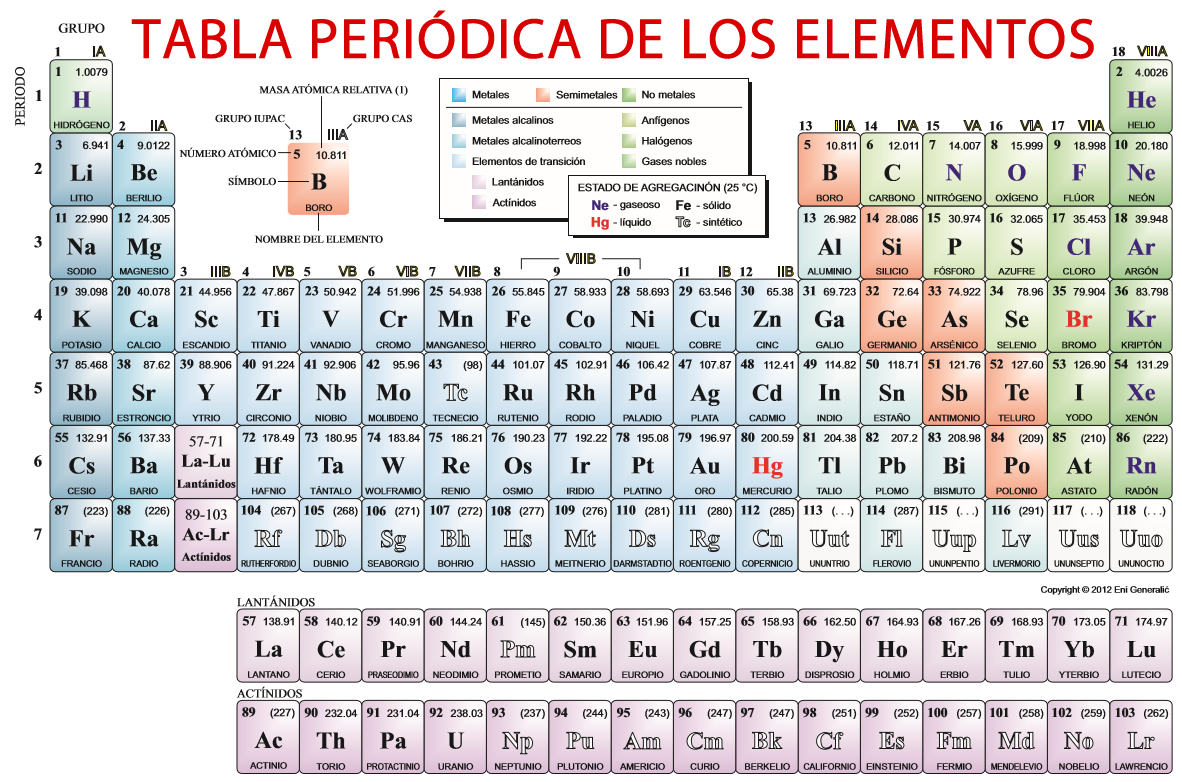 TABLA PERIÓDICA DE LOS ELEMENTOS
GRUPO
PERIODO
1 IA
18 VIIIA
MASA ATÓMICA RELATIVA (1)
GRUPO IUPAC
GRUPO CAS
13 IIIA
NÚMERO ATÓMICO
5 10.811
SÍMBOLO
B
BORO
NOMBRE DEL ELEMENTO
Metales
Semimetales
No metales
Metales alcalinos
Anfígenos
Metales alcalinoterreos
Halógenos
Elementos de transición
Gases nobles
Lantánidos
Actínidos
ESTADO DE AGREGACINÓN (25 °C)
Ne - gaseoso
Fe - sólido
Hg - líquido
Tc - sintético
1
1 1.0079
H
HIDRÓGENO
2 4.0026
He
HELIO
2 IIA
13 IIIA 14 IVA 15 VA 16 VIA 17 VIIA
2
3 6.941 4 9.0122 5 10.811 6 12.011 7 14.007 8 15.999 9 18.998 10 20.180
Li Be B C N O F Ne
LITIO BERILIO BORO CARBONO NITRÓGENO OXÍGENO FLÚOR NEÓN
3
11 22.990 12 24.305 13 26.982 14 28.086 15 30.974 16 32.065 17 35.453 18 39.948
Na Mg Al Si P S Cl Ar
SODIO MAGNESIO ALUMINIO SILICIO FÓSFORO AZUFRE CLORO ARGÓN
3 IIIB 4 IVB 5 VB 6 VIB 7 VIIB 8 9 VIIIB 10 11 IB 12 IIB
4
19 39.098 20 40.078 21 44.956 22 47.867 23 50.942 24 51.996 25 54.938 26 55.845 27 58.933 28 58.693 29 63.546 30 65.38 31 69.723 32 72.64 33 74.922 34 78.96 35 79.904 36 83.798
K Ca Sc Ti V Cr Mn Fe Co Ni Cu Zn Ga Ge As Se Br Kr
POTASIO CALCIO ESCANDIO TITANIO VANADIO CROMO MANGANESO HIERRO COBALTO NIQUEL COBRE CINC GALIO GERMANIO ARSÉNICO SELENIO BROMO KRIPTÓN
5
37 85.468 38 87.62 39 88.906 40 91.224 41 92.906 42 95.96 43 (98) 44 101.07 45 102.91 46 106.42 47 107.87 48 112.41 49 114.82 50 118.71 51 121.76 52 127.60 53 126.90 54 131.29
Rb Sr Y Zr Nb Mo Tc Ru Rh Pd Ag Cd In Sn Sb Te I Xe
RUBIDIO ESTRONCIO YTRIO CIRCONIO NIOBIO MOLIBDENO TECNECIO RUTENIO RODIO PALADIO PLATA CADMIO INDIO ESTAÑO ANTIMONIO TELURO YODO XENÓN
6
55 132.91 56 137.33 57-71 72 178.49 73 180.95 74 183.84 75 186.21 76 190.23 77 192.22 78 195.08 79 196.97 80 200.59 81 204.38 82 207.2 83 208.98 84 (209) 85 (210) 86 (222)
Cs Ba La-Lu Hf Ta W Re Os Ir Pt Au Hg Tl Pb Bi Po At Rn
CESIO BARIO Lantánidos HAFNIO TÁNTALO WOLFRAMIO RENIO OSMIO IRIDIO PLATINO ORO MERCURIO TALIO PLOMO BISMUTO POLONIO ASTATO RADÓN
7
87 (223) 88 (226) 89-103 104 (267) 105 (268) 106 (271) 107 (272) 108 (277) 109 (276) 110 (281) 111 (280) 112 (285) 113 (...) 114 (287) 115 (...) 116 (291) 117 (...) 118 (...)
Fr Ra Ac-Lr Rf Db Sg Bh Hs Mt Ds Rg Cn Uut Fl Uup Lv Uus Uuo
FRANCIO RADIO Actínidos RUTHERFORDIO DUBNIO SEABORGIO BOHRIO HASSIO MEITNERIO DARMSTADTIO ROENTGENIO COPERNICIO UNUNTRIO FLEROVIO UNUNPENTIO LIVERMORIO UNUNSEPTIO UNUNOCTIO
Copyright © 2012 Eni Generalić
LANTÁNIDOS
57 138.91 58 140.12 59 140.91 60 144.24 61 (145) 62 150.36 63 151.96 64 157.25 65 158.93 66 162.50 67 164.93 68 167.26 69 168.93 70 173.05 71 174.97
La Ce Pr Nd Pm Sm Eu Gd Tb Dy Ho Er Tm Yb Lu
LANTANO CERIO PRASEODIMIO NEODIMIO PROMETIO SAMARIO EUROPIO GADOLINIO TERBIO DISPROSIO HOLMIO ERBIO TULIO YTERBIO LUTECIO
ACTÍNIDOS
89 (227) 90 232.04 91 231.04 92 238.03 93 (237) 94 (244) 95 (243) 96 (247) 97 (247) 98 (251) 99 (252) 100 (257) 101 (258) 102 (259) 103 (262)
Ac Th Pa U Np Pu Am Cm Bk Cf Es Fm Md No Lr
ACTINIO TORIO PROTACTINIO URANIO NEPTUNIO PLUTONIO AMERICIO CURIO BERKELIO CALIFORNIO EINSTEINIO FERMIO MENDELEVIO NOBELIO LAWRENCIO